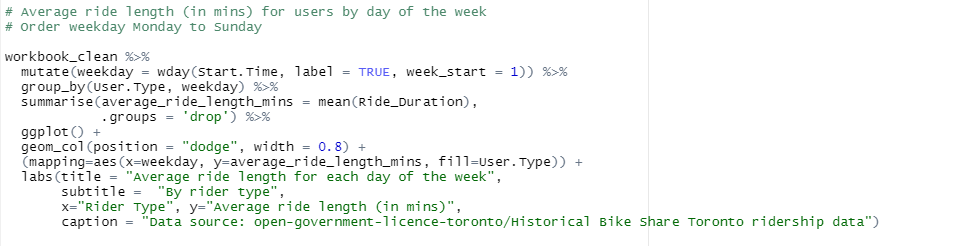 # Average ride length (in mins) for users by day of the week
# Order weekday Monday to Sunday
workbook_clean %>%
mutate(weekday = wday(Start.Time, label = TRUE, week_start = 1)) %>%
group_by(User.Type, weekday) %>%
summarise(average_ride_length_mins = mean(Ride_Duration),
.groups = 'drop') %>%
ggplot() +
geom_col(position = "dodge", width = 0.8) +
(mapping=aes(x=weekday, y=average_ride_length_mins, fill=User.Type)) +
labs(title = "Average ride length for each day of the week",
subtitle = "By rider type",
x="Rider Type", y="Average ride length (in mins)",
caption = "Data source: open-government-licence-toronto/Historical Bike Share Toronto ridership data")